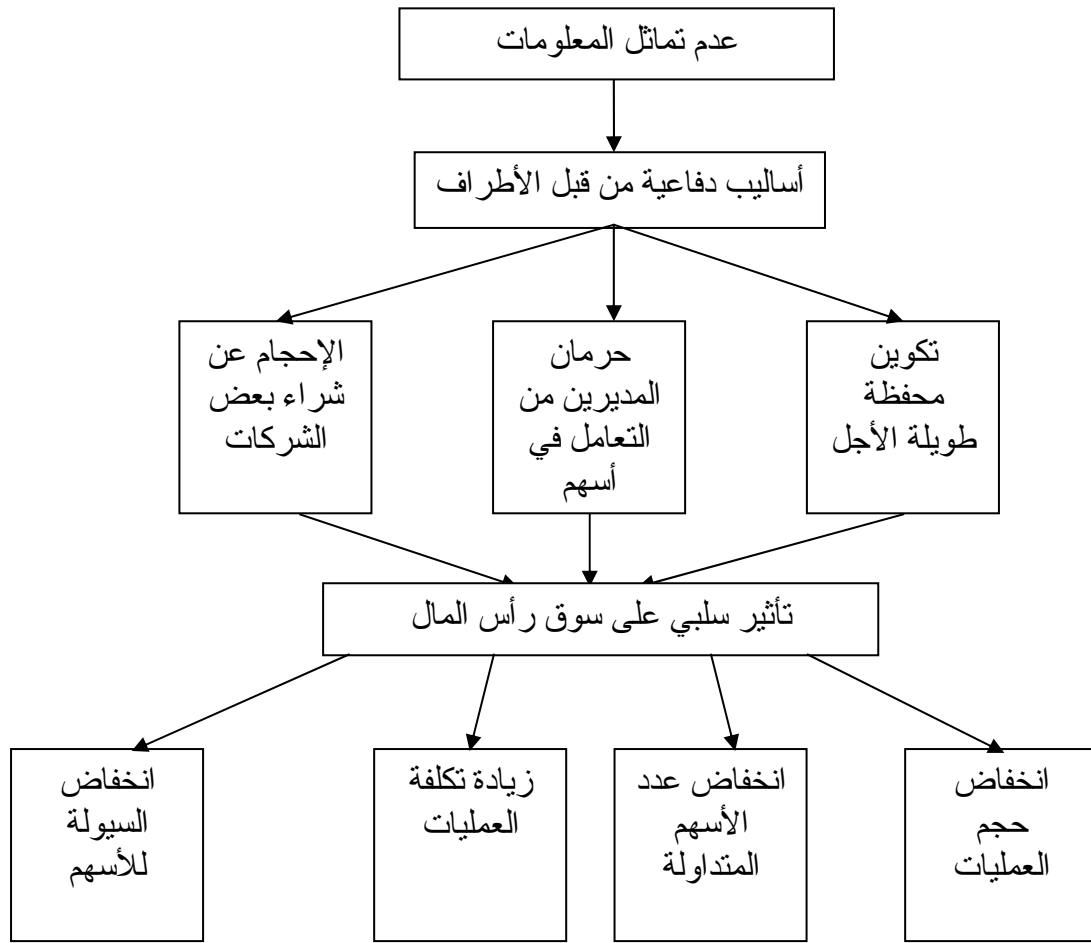 عدم تماثل المعلومات
أساليب دفاعية من قبل الأطراف
تكوين
محفظة
طويلة الأجل
حرمان
المديرين من
التعامل في
أسهم
الإحجام عن
شراء بعض
الشركات
تأثير سلبي على سوق رأس المال
انخفاض
حجم
العمليات
انخفاض عدد
الأسهم
المتداولة
زيادة تكلفة
العمليات
انخفاض
السيولة
للأسهم